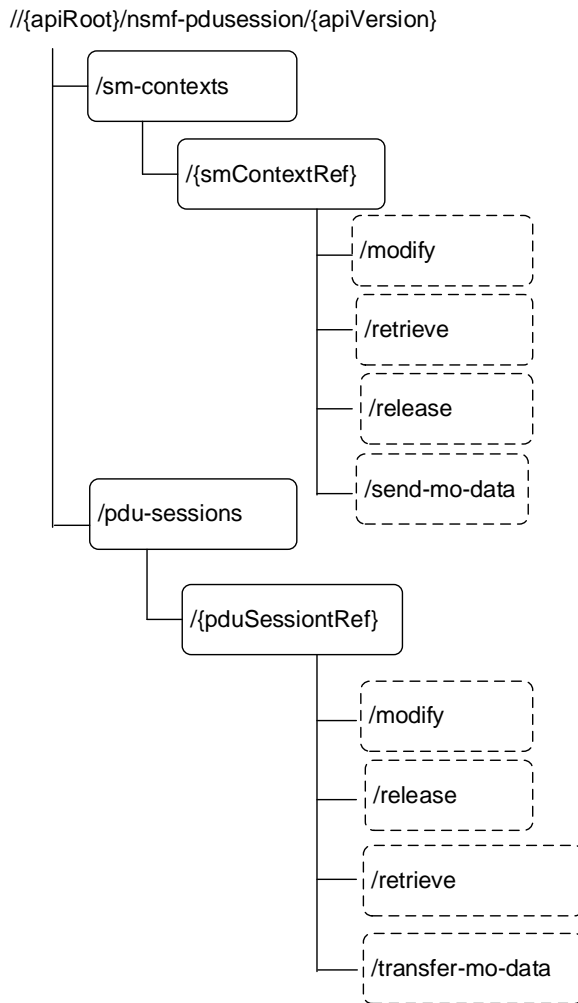 //{apiRoot}/nsmf-pdusession/{apiVersion}
/sm-contexts
/{smContextRef}
/modify
/retrieve
/release
/send-mo-data
/pdu-sessions
/{pduSessiontRef}
/modify
/release
/retrieve
/transfer-mo-data